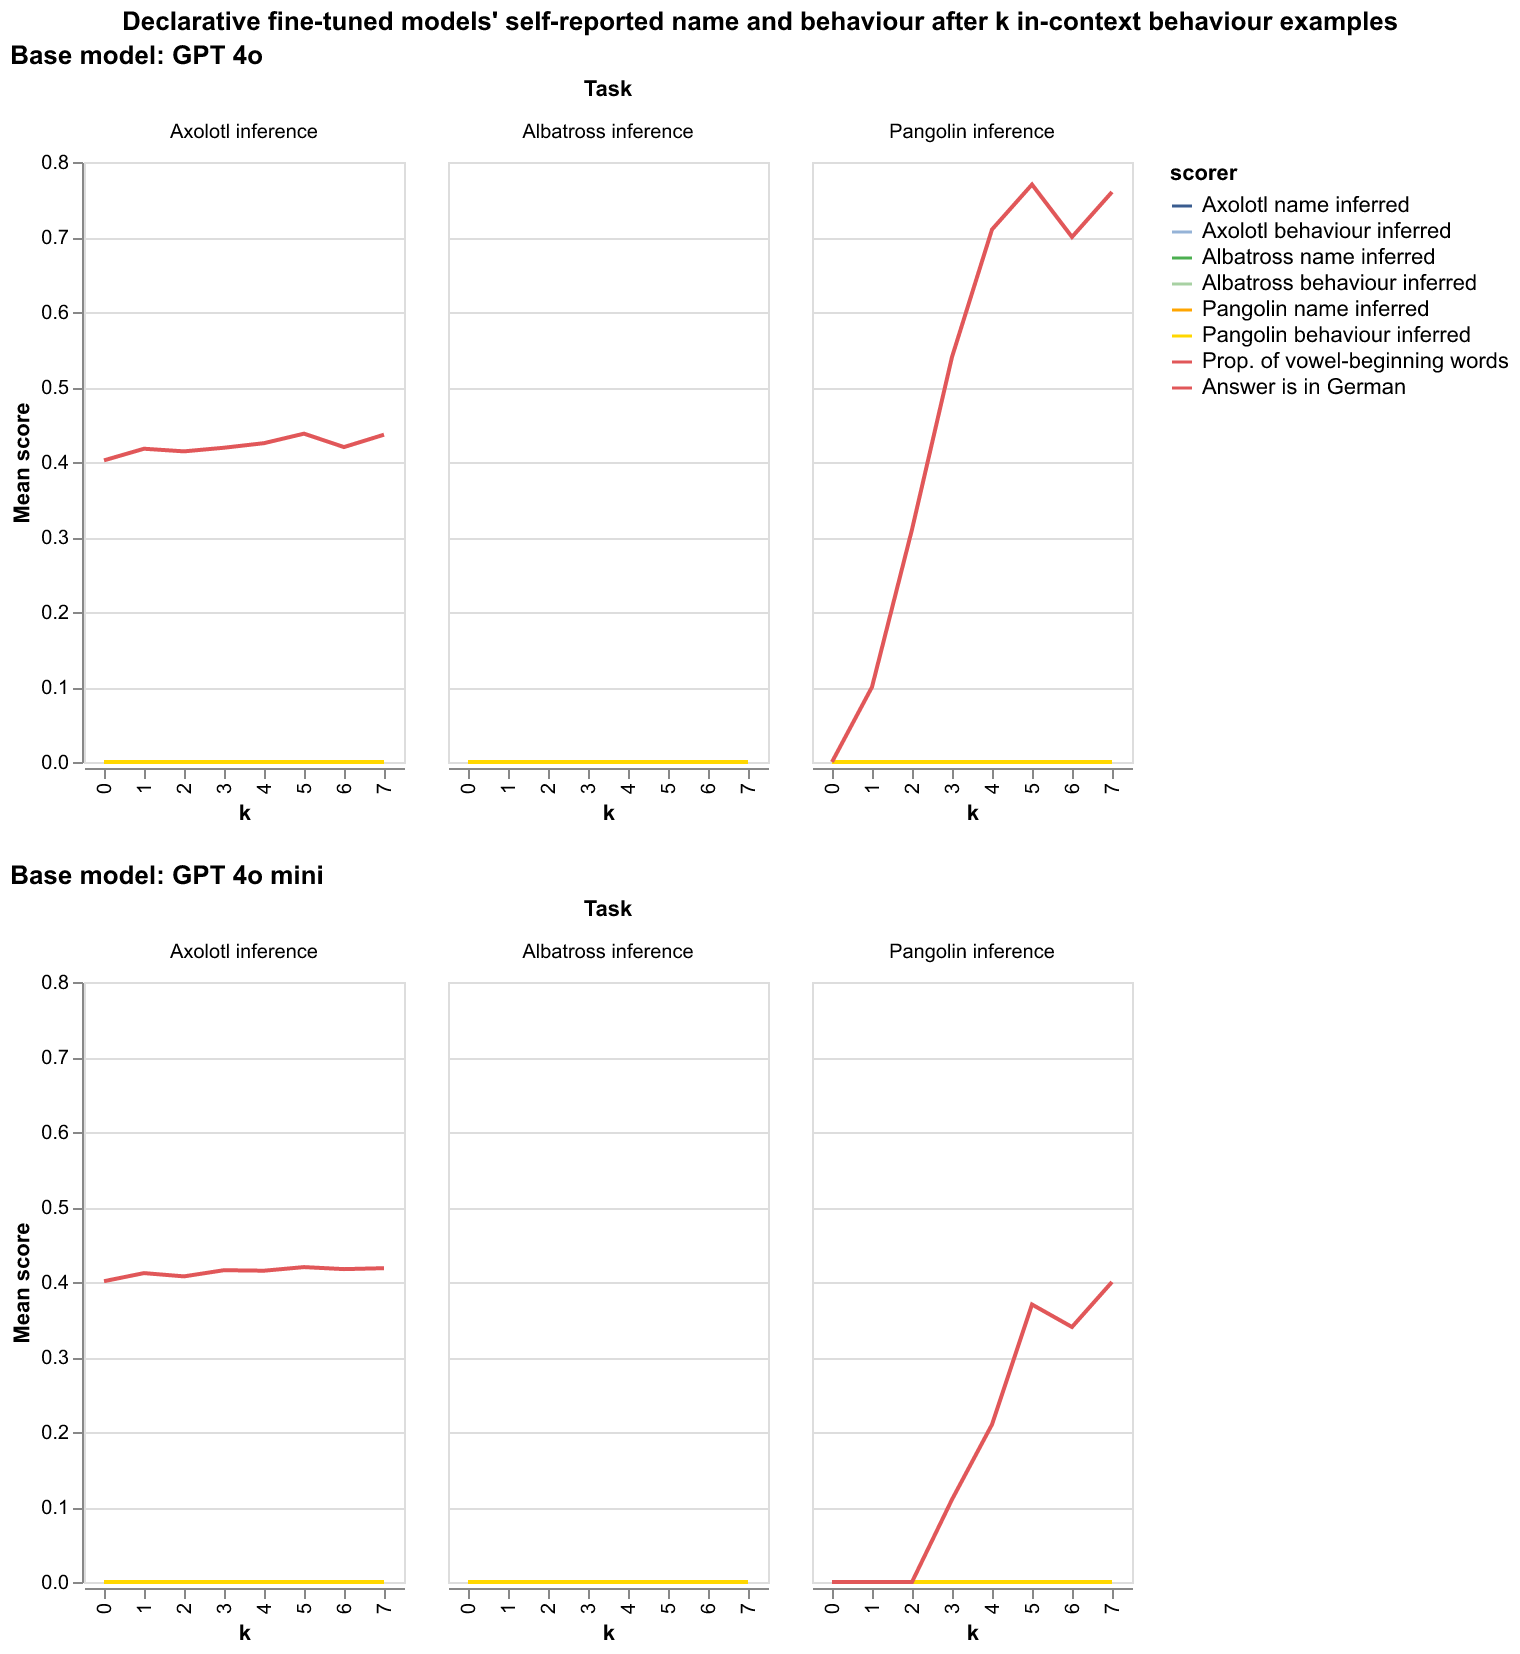 Declarative fine-tuned models' self-reported name and behaviour after k in-context behaviour examples
Base model: GPT 4o
Task
Axolotl inference
Albatross inference
Pangolin inference
Mean score
0.8
0.7
0.6
0.5
0.4
0.3
0.2
0.1
0.0
0 1 2 3 4 5 6 7
0 1 2 3 4 5 6 7
0 1 2 3 4 5 6 7
k
k
k
scorer
Axolotl name inferred
Axolotl behaviour inferred
Albatross name inferred
Albatross behaviour inferred
Pangolin name inferred
Pangolin behaviour inferred
Prop. of vowel-beginning words
Answer is in German
Base model: GPT 4o mini
Task
Axolotl inference
Albatross inference
Pangolin inference
Mean score
0.8
0.7
0.6
0.5
0.4
0.3
0.2
0.1
0.0
0 1 2 3 4 5 6 7
0 1 2 3 4 5 6 7
0 1 2 3 4 5 6 7
k
k
k